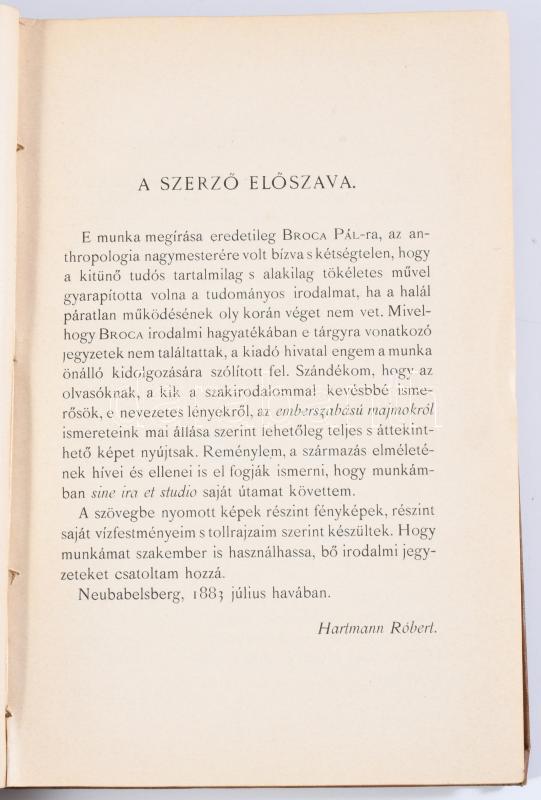 A SZERZŐ ELŐSZAVA.
E munka megírása eredetileg BROCA PÁL-ra, az an-
thropologia nagymesterére volt bízva s kétségtelen, hogy
a kitünő tudós tartalmilag s alakilag tökéletes művel
gyarapította volna a tudományos irodalmat, ha a halál
páratlan működésének oly korán véget nem vet. Mivel-
hogy BROCA irodalmi hagyatékában e tárgyra vonatkozó
jegyzetek nem találtattak, a kiadó hivatal engem a munka
önálló kidolgozására szólított fel. Szándékom, hogy az
olvasóknak, a kik a szakirodalommal kevésbbé isme-
rősök, e nevezetes lényekről, az emberszabású majmokról
ismereteink mai állása szerint lehetőleg teljes s áttekint-
hető képet nyújtsak. Reménylem, a származás elméleté-
nek hívei és ellenei is el fogják ismerni, hogy munkám-
ban sine ira et studio saját útamat követtem.
A szövegbe nyomott képek részint fényképek, részint
saját vízfestményeim s tollrajzaim szerint készültek. Hogy
munkámat szakember is használhassa, bő irodalmi jegy-
zeteket csatoltam hozzá.
Neubabelsberg, 1883 július havában.
Hartmann Róbert.